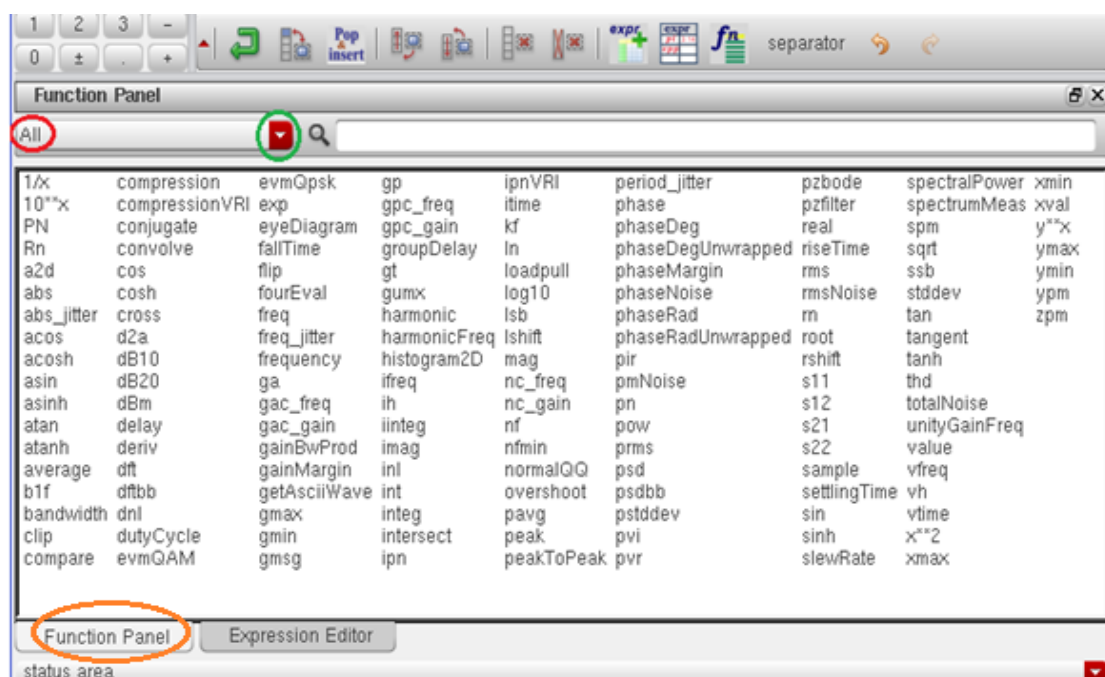 1 2 3 -
0 ± . +
Pop
insert
expr
expr
fn
separator
Function Panel
All
1/x compression evmQpsk gp ipnVRI period_jitter pzbode spectralPower xmin
10**x compressionVRI exp gpc_freq itime phase pzfilter spectrumMeas xval
PN conjugate eyeDiagram gpc_gain kf phaseDeg real spm y**x
Rn convolve fallTime groupDelay ln phaseDegUnwrapped riseTime sqrt ymax
a2d cos flip gt loadpull phaseMargin rms ssb ymin
abs cosh fourEval gumx log10 phaseNoise rmsNoise stddev ypm
abs_jitter cross freq harmonic lsb phaseRad rn tan zpm
acos d2a freq_jitter harmonicFreq lshift phaseRadUnwrapped root tangent
acosh dB10 frequency histogram2D mag pir rshift tanh
asin dB20 ga ifreq nc_freq pmNoise s11 thd
asinh dBm gac_freq ih nc_gain pn s12 totalNoise
atan delay gac_gain iinteg nf pow s21 unityGainFreq
atanh deriv gainBwProd imag nfmin prms s22 value
average dft gainMargin inl normalQQ psd sample vfreq
b1f dftbb getAsciiWave int overshoot psdbb settlingTime vh
bandwidth dnl gmax integ pavg pstddev sin vtime
clip dutyCycle gmin intersect peak pvi sinh x**2
compare evmQAM gmsg ipn peakToPeak pvr slewRate xmax
Function Panel Expression Editor
status area